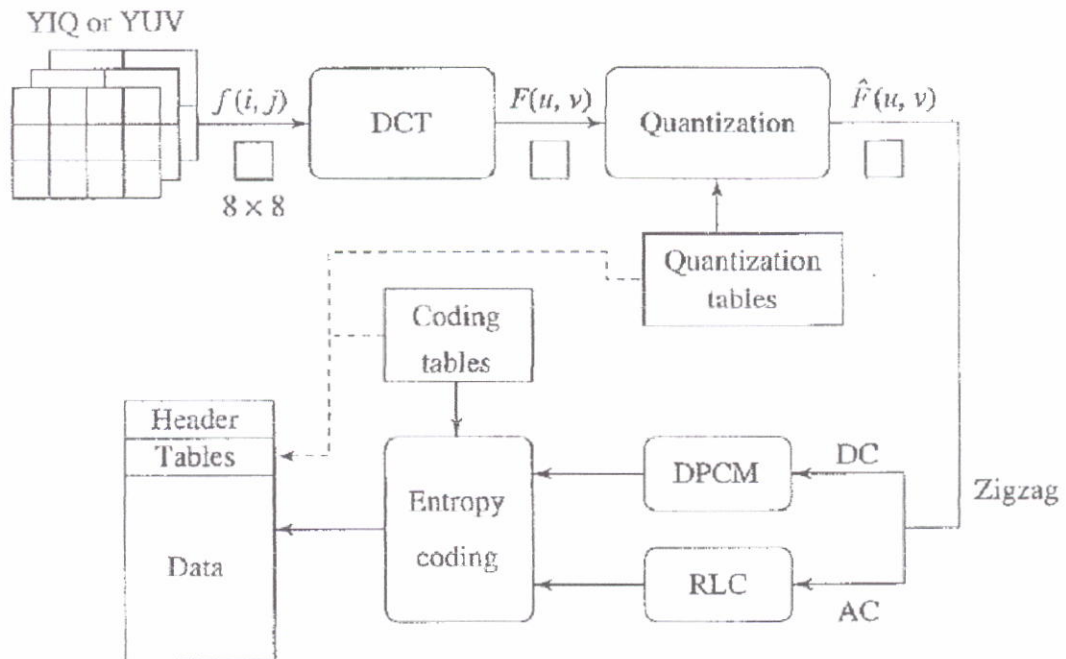 YIQ or YUV
f(i, j)
8 × 8
DCT
F(u, v)
Quantization
F̂(u, v)
Quantization
tables
Coding
tables
Header
Tables
Data
Entropy
coding
DPCM
RLC
DC
AC
Zigzag